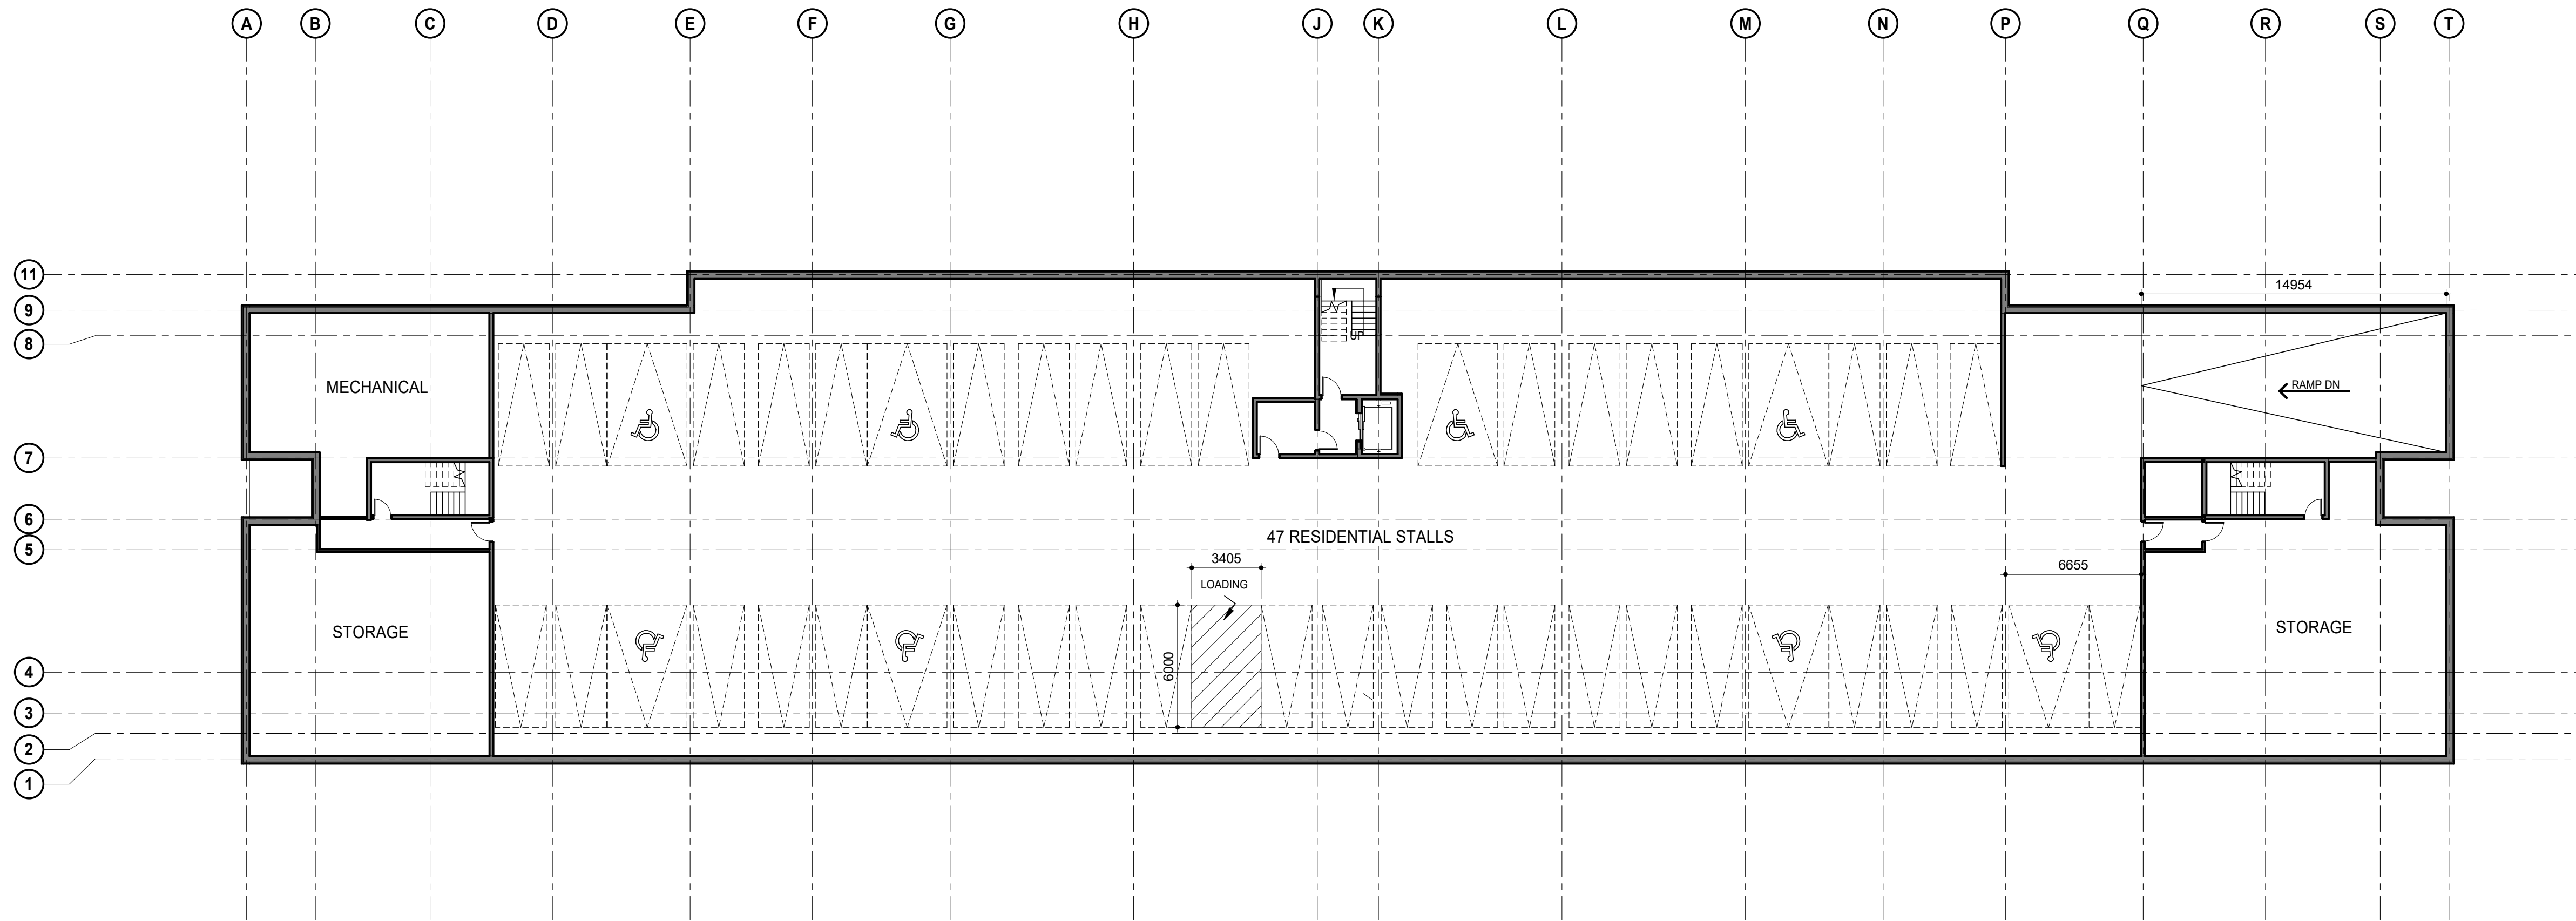 A B C D E F G H J K L M N P Q R S T
11
14954
9
8
UP
RAMP DN
MECHANICAL
7
6
47 RESIDENTIAL STALLS
5
3405
6655
LOADING
STORAGE
STORAGE
6000
4
3
2
1